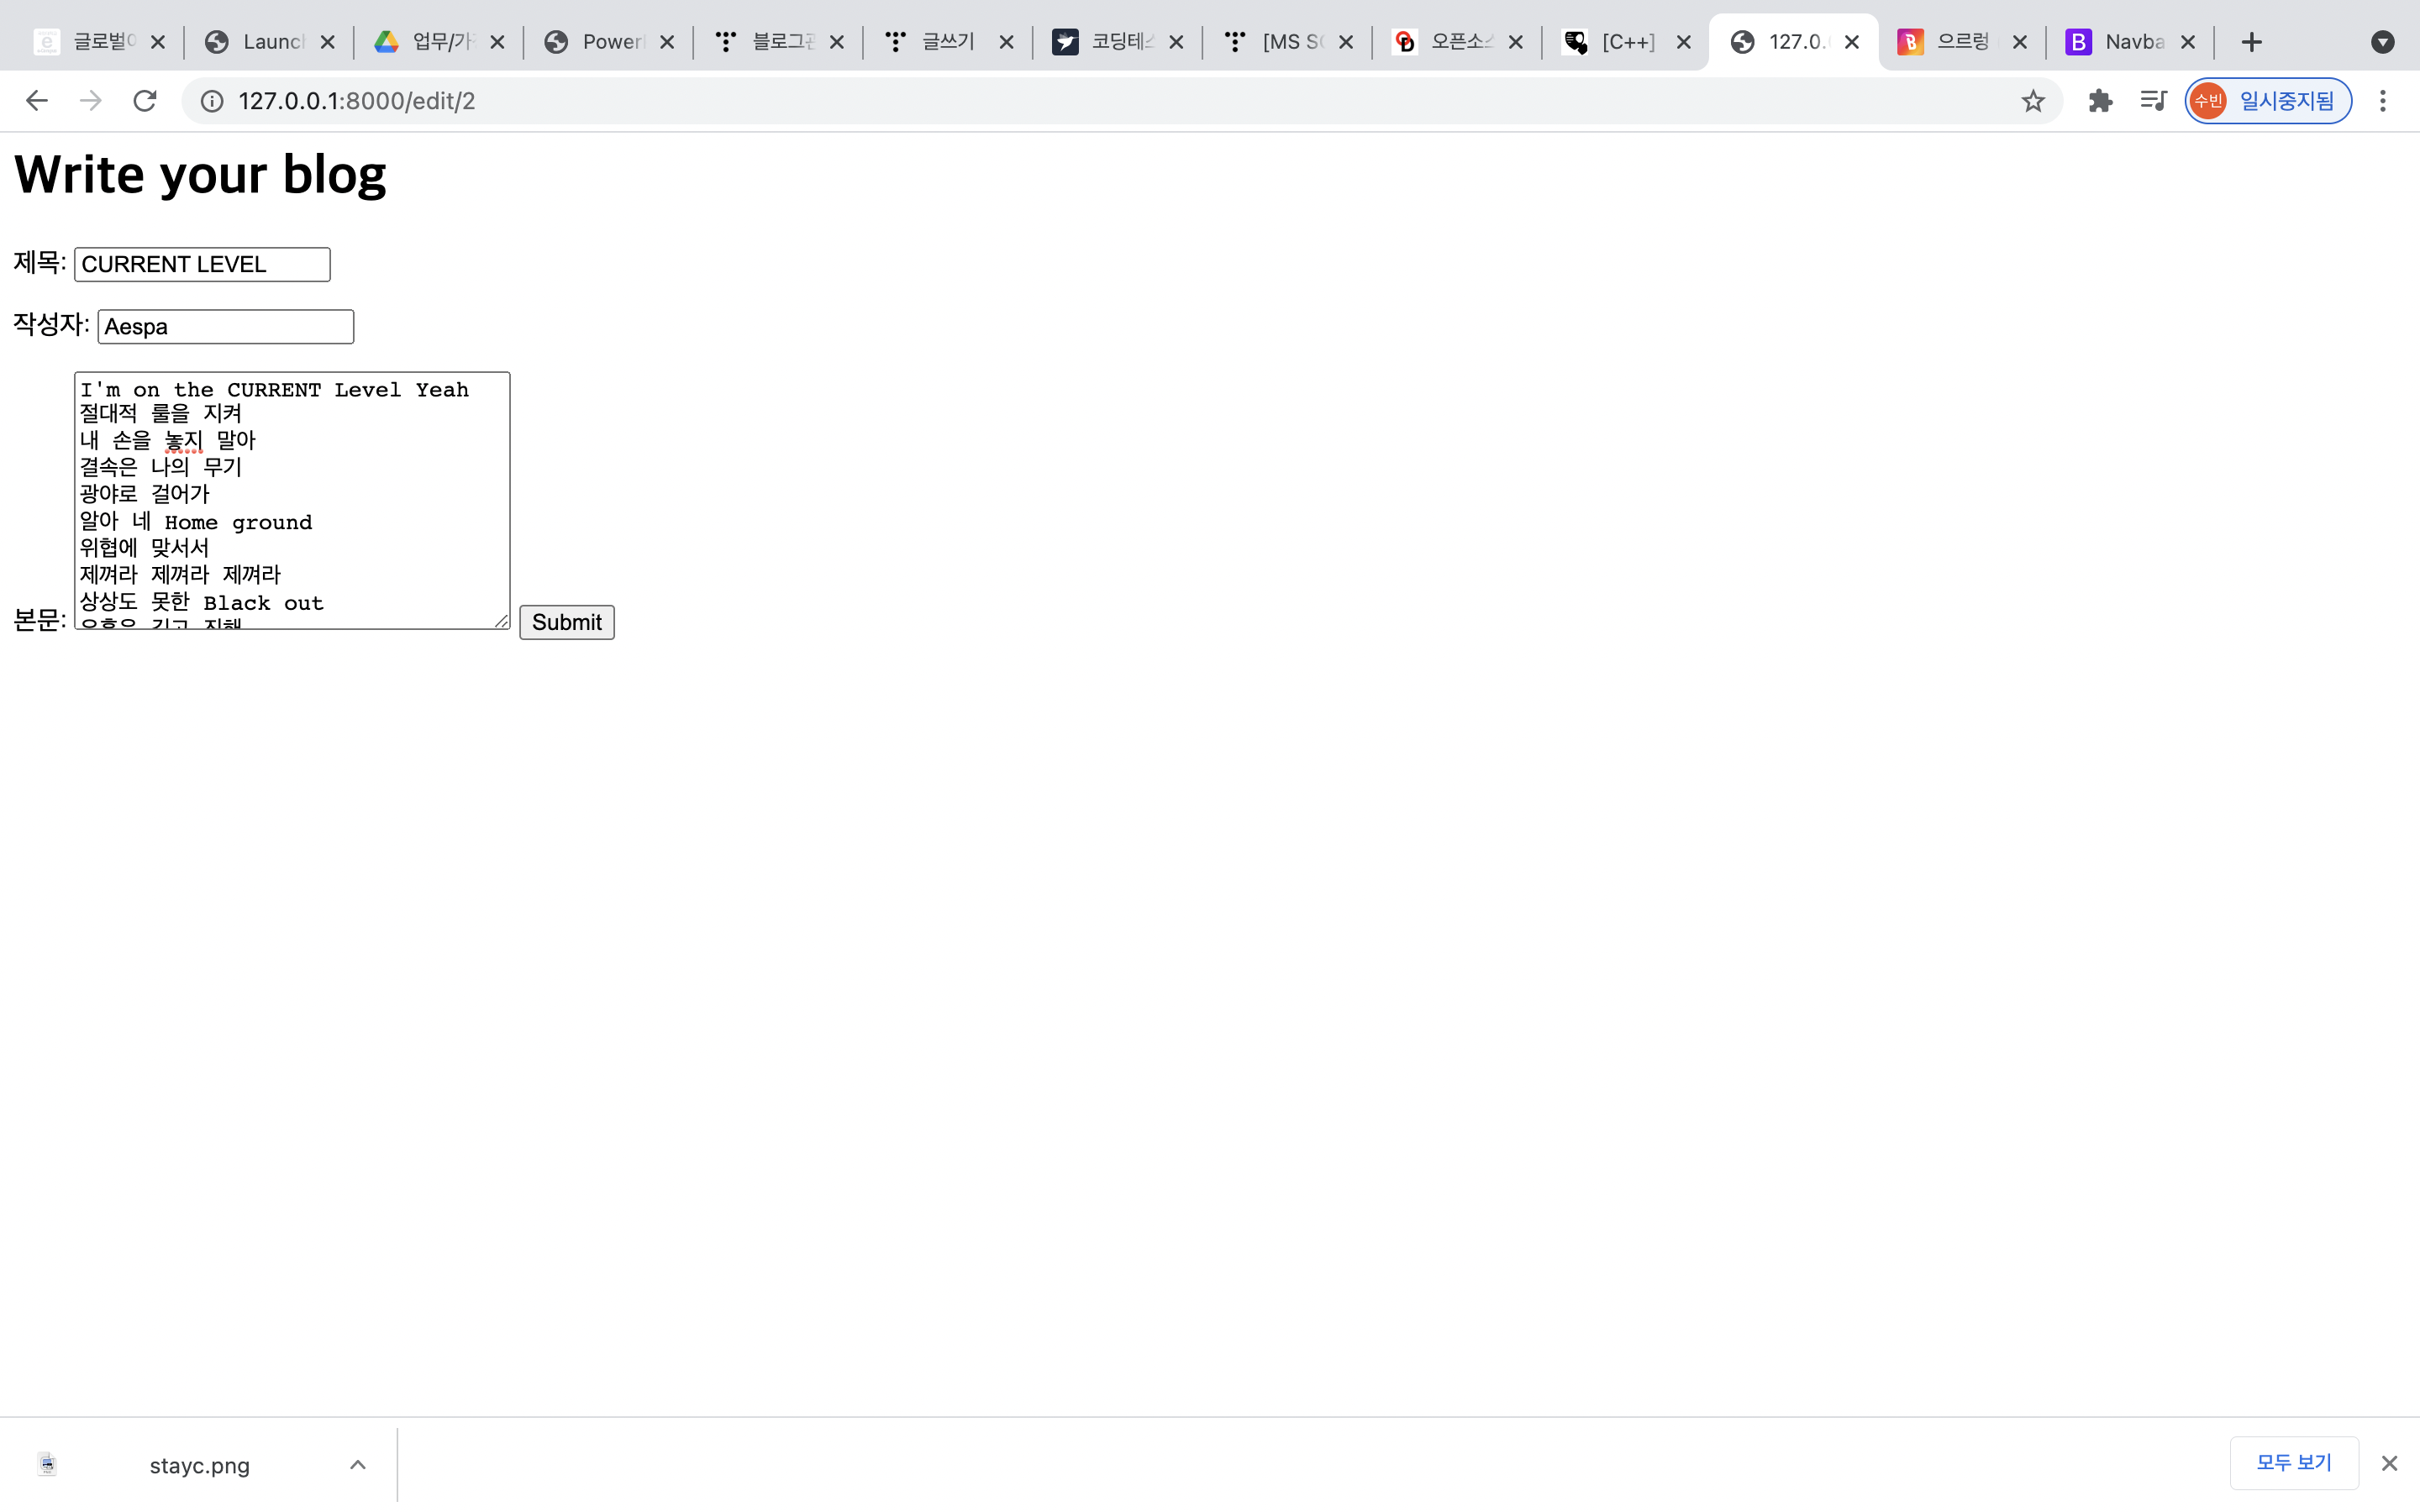 글로벌 Launc 업무/가 Power 블로그 글쓰기 코딩테 [MS S 오픈소 [C++] 127.0. 으르렁 Navba
127.0.0.1:8000/edit/2 수빈 일시중지됨
Write your blog
제목: CURRENT LEVEL
작성자: Aespa
I'm on the CURRENT Level Yeah
절대적 룰을 지켜
내 손을 놓지 말아
결속은 나의 무기
광야로 걸어가
알아 네 Home ground
위협에 맞서서
제껴라 제껴라 제껴라
상상도 못한 Black out
본문: Submit
stayc.png 모두 보기